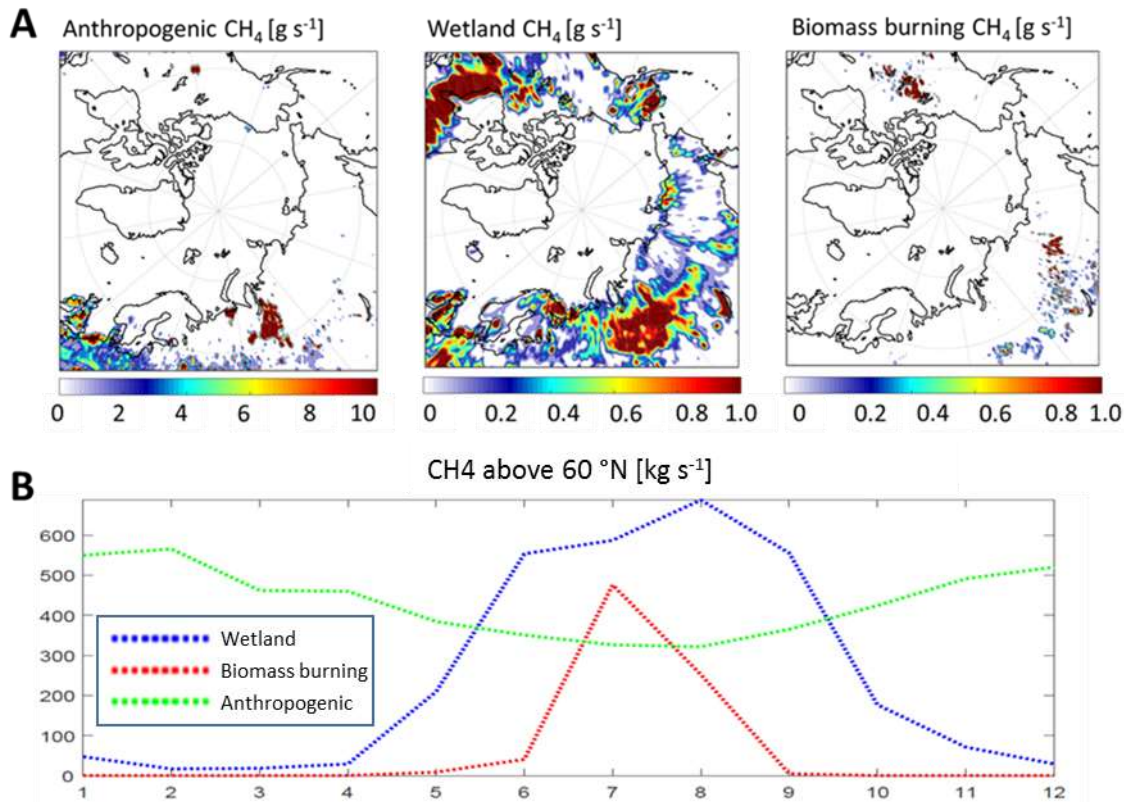 A
Anthropogenic CH₄ [g s⁻¹]
Wetland CH₄ [g s⁻¹]
Biomass burning CH₄ [g s⁻¹]
0 2 4 6 8 10
0 0.2 0.4 0.6 0.8 1.0
0 0.2 0.4 0.6 0.8 1.0
B
CH4 above 60 °N [kg s⁻¹]
600
500
400
300
200
100
0
Wetland
Biomass burning
Anthropogenic
1 2 3 4 5 6 7 8 9 10 11 12